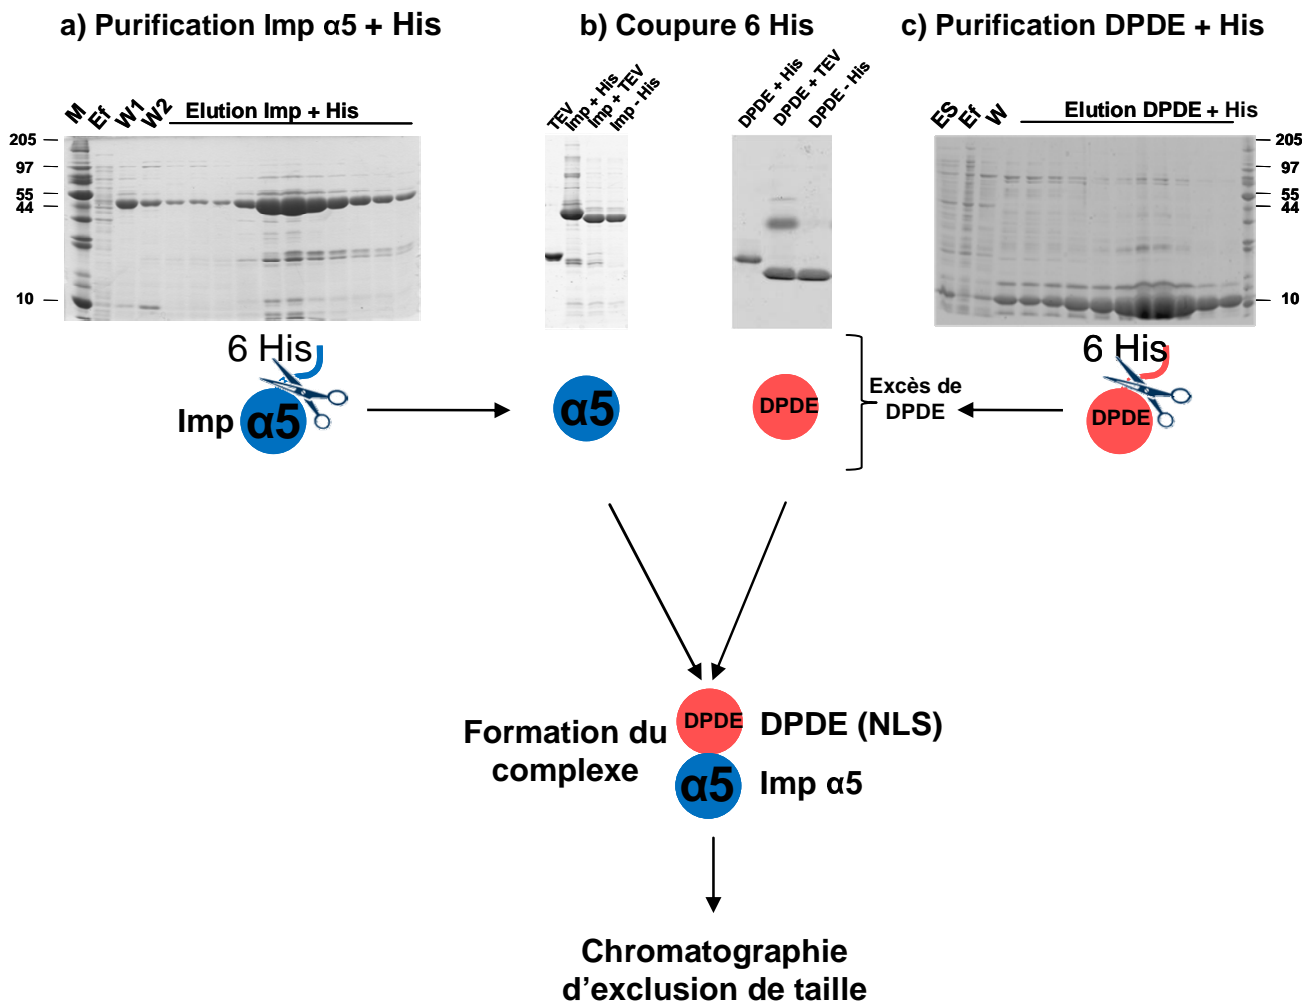 a) Purification Imp α5 + His
b) Coupure 6 His
c) Purification DPDE + His
M
Ef
W1
W2
Elution Imp + His
205
97
55
44
10
TEV
Imp + His
Imp + TEV
Imp - His
DPDE + His
DPDE + TEV
DPDE - His
ES
Ef
W
Elution DPDE + His
205
97
55
44
10
6 His
Imp α5
α5
DPDE
Excès de
DPDE
6 His
DPDE
Formation du
complexe
DPDE
DPDE (NLS)
α5
Imp α5
Chromatographie
d’exclusion de taille